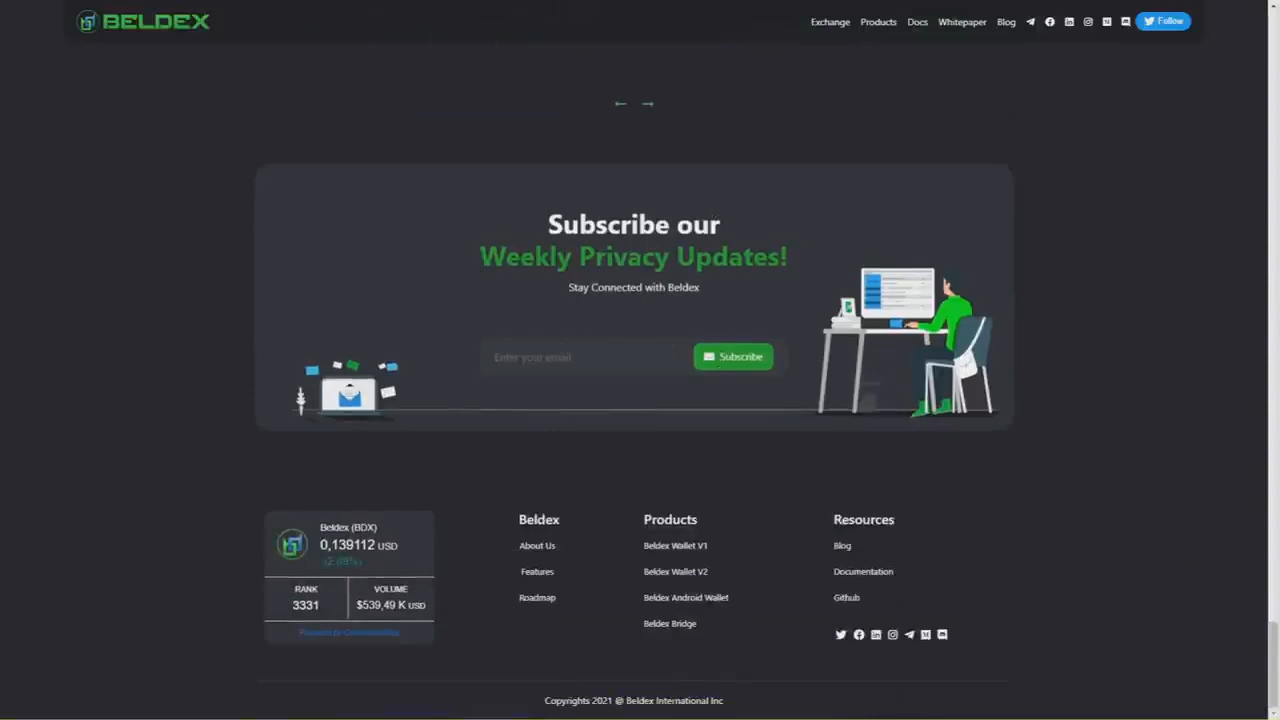 BELDEX
Exchange Products Docs Whitepaper Blog Follow
Subscribe our
Weekly Privacy Updates!
Stay Connected with Beldex
Enter your email
Subscribe
Beldex (BDX)
0,139112 USD
RANK
3331
VOLUME
$539,49 K USD
Beldex
About Us
Features
Roadmap
Products
Beldex Wallet V1
Beldex Wallet V2
Beldex Android Wallet
Beldex Bridge
Resources
Blog
Documentation
Github
Copyrights 2021 @ Beldex International Inc